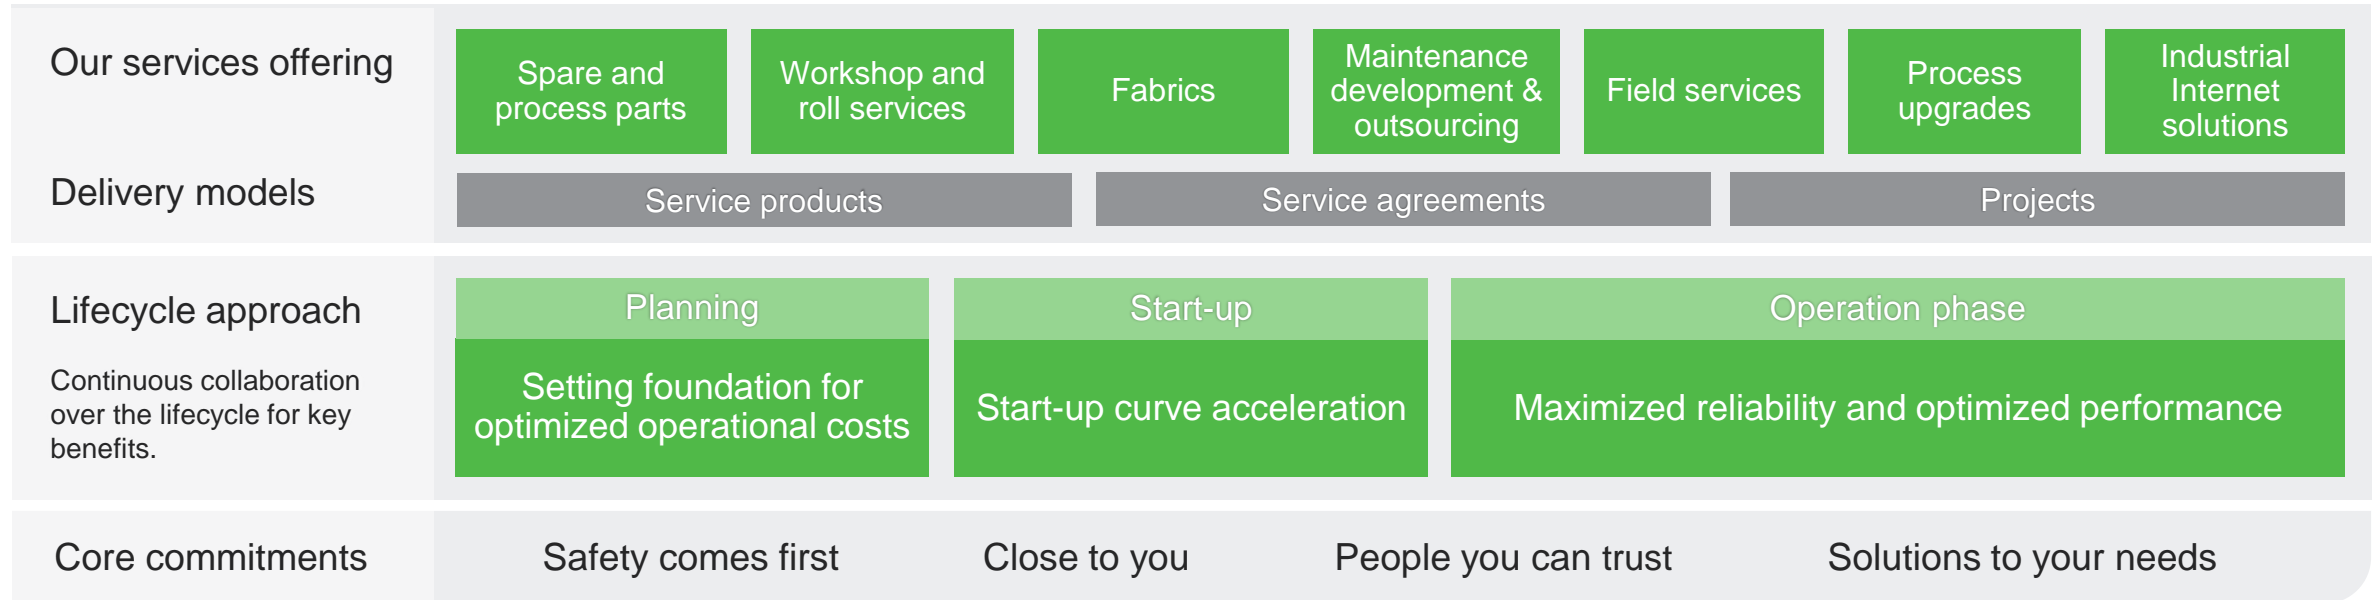 Our services offering
Spare and
process parts
Workshop and
roll services
Fabrics
Maintenance
development &
outsourcing
Field services
Process
upgrades
Industrial
Internet
solutions
Delivery models
Service products
Service agreements
Projects
Lifecycle approach
Continuous collaboration
over the lifecycle for key
benefits.
Planning
Setting foundation for
optimized operational costs
Start-up
Start-up curve acceleration
Operation phase
Maximized reliability and optimized performance
Core commitments
Safety comes first
Close to you
People you can trust
Solutions to your needs